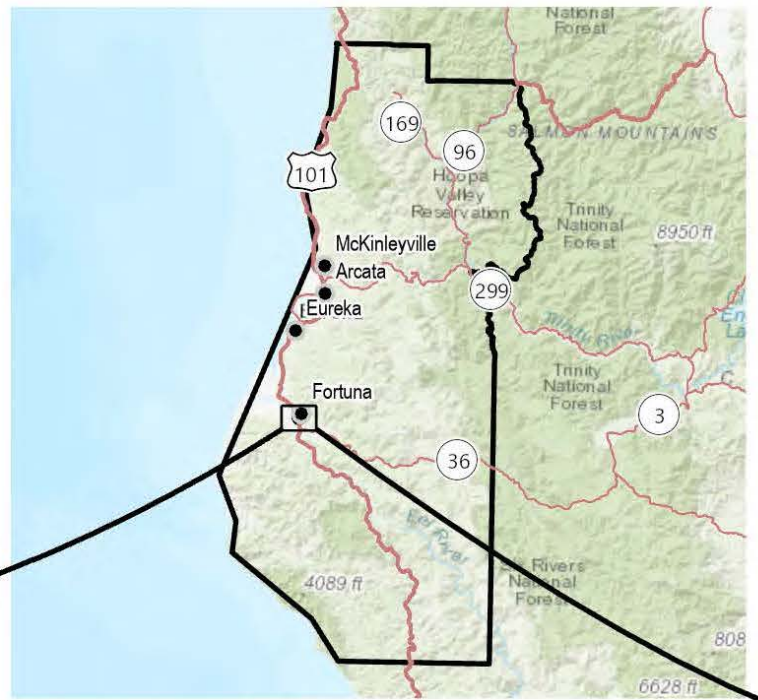 National
Forest
169
SALMON MOUNTAINS
96
101
Hoopa
Valley
Reservation
Trinity
National
Forest
8950 ft
McKinleyville
Arcata
299
Eureka
Trinity River
Trinity
National
Forest
Fortuna
3
36
Eel River
Rivers
National
Forest
4089 ft
808
6628 ft